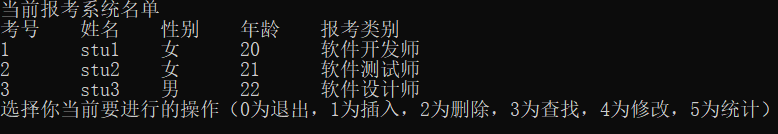 当前报考系统名单
考号 姓名 性别 年龄 报考类别
1 stu1 女 20 软件开发师
2 stu2 女 21 软件测试师
3 stu3 男 22 软件设计师
选择你当前要进行的操作（0为退出，1为插入，2为删除，3为查找，4为修改，5为统计）